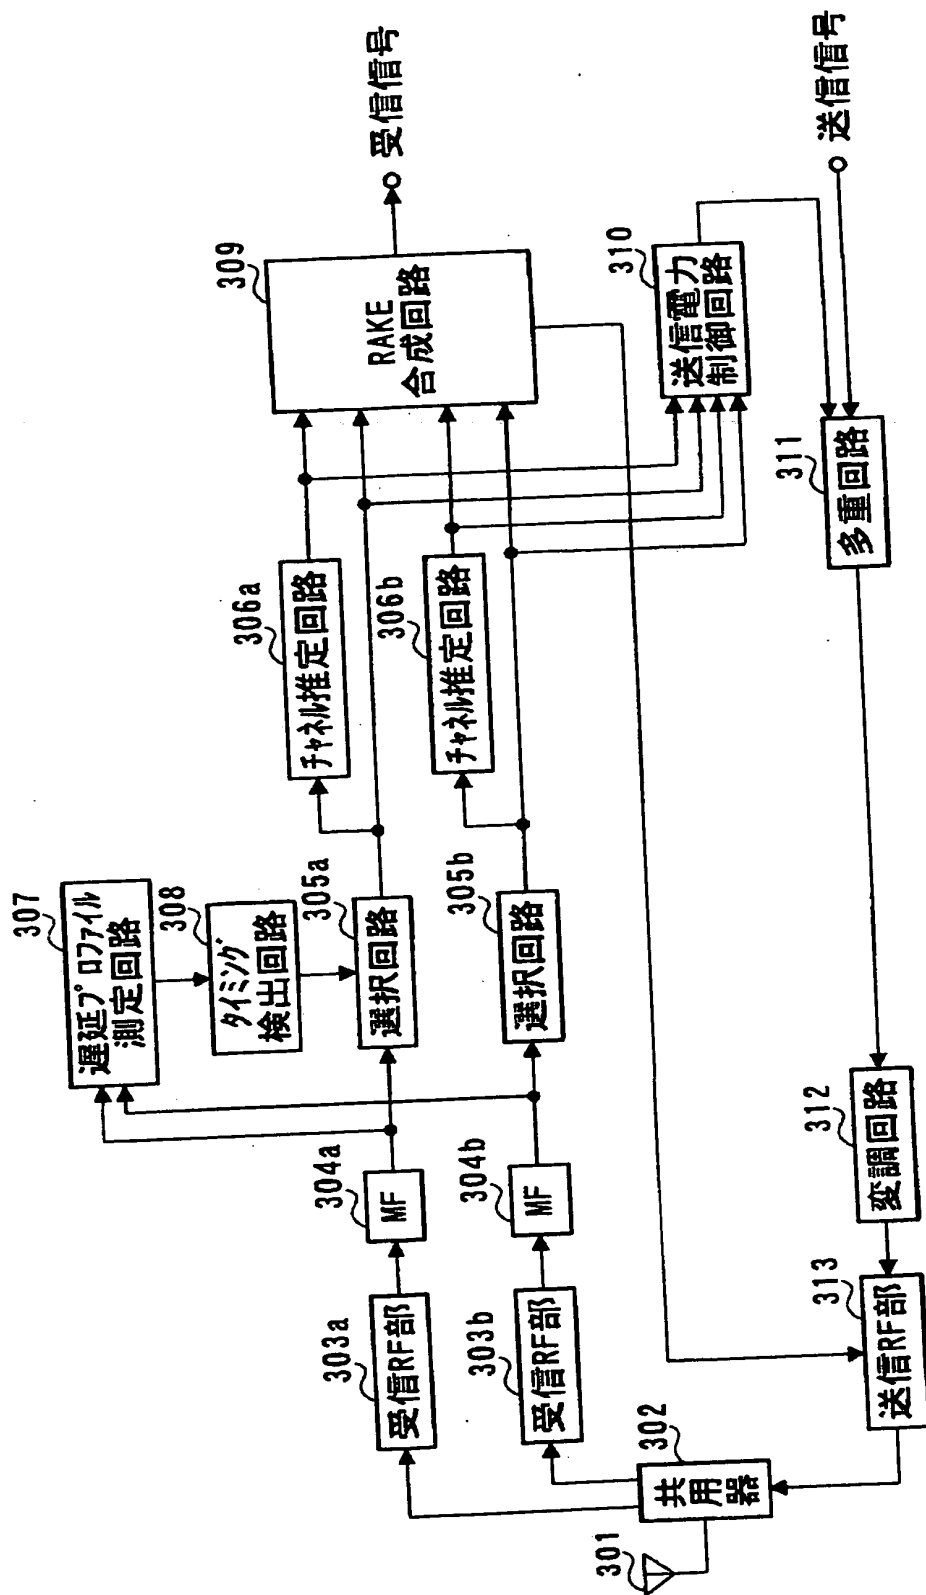 301
302
共用器
303a
受信RF部
303b
受信RF部
304a
MF
304b
MF
307
遅延プロファイル
測定回路
308
タイミング
検出回路
305a
選択回路
305b
選択回路
306a
チャネル推定回路
306b
チャネル推定回路
309
RAKE
合成回路
受信信号
310
送信電力
制御回路
送信信号
311
多重回路
312
変調回路
313
送信RF部